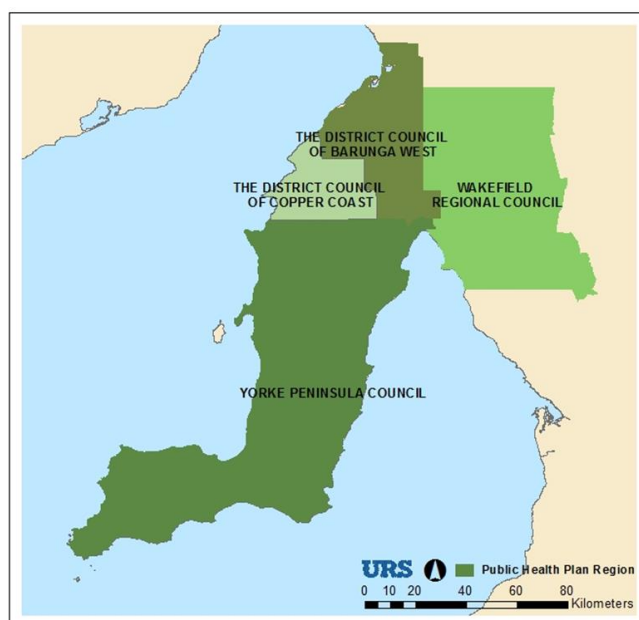 THE DISTRICT COUNCIL
OF BARUNGA WEST
THE DISTRICT COUNCIL
OF COPPER COAST
WAKEFIELD
REGIONAL COUNCIL
YORKE PENINSULA COUNCIL
URS
Public Health Plan Region
0 10 20 40 60 80
Kilometers